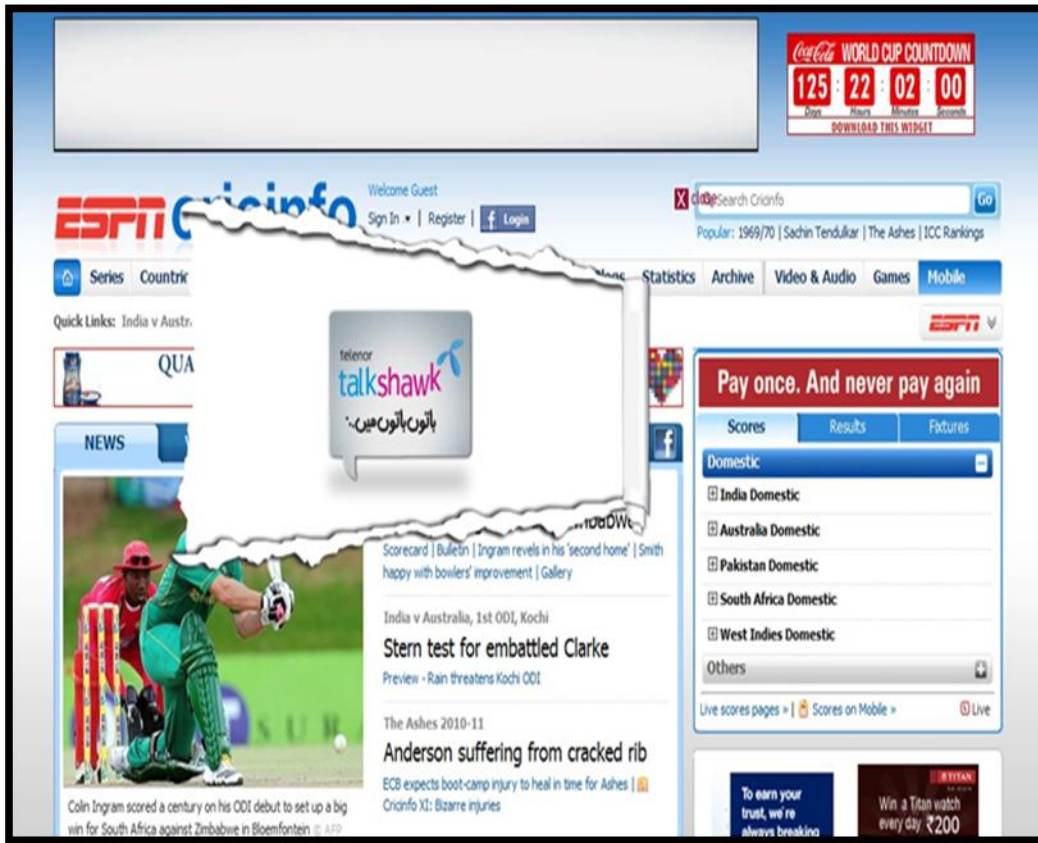 Coca-Cola WORLD CUP COUNTDOWN
125 : 22 : 02 : 00
Days Hours Minutes Seconds
DOWNLOAD THIS WIDGET
ESPN cricinfo
Welcome Guest
Sign In ▾ | Register | f Login
X close
Search Cricinfo Go
Popular: 1969/70 | Sachin Tendulkar | The Ashes | ICC Rankings
Series
Statistics Archive Video & Audio Games Mobile
Quick Links: India v
ESPN
telenor
talkshawk
باتوں باتوں میں...
Pay once. And never pay again
Scores Results Fixtures
Domestic
India Domestic
Australia Domestic
Pakistan Domestic
South Africa Domestic
West Indies Domestic
Others
Live scores pages » | Scores on Mobile » Live
NEWS
f
Scorecard | Bulletin | Ingram revels in his 'second home' | Smith
happy with bowlers' improvement | Gallery
India v Australia, 1st ODI, Kochi
Stern test for embattled Clarke
Preview - Rain threatens Kochi ODI
The Ashes 2010-11
Anderson suffering from cracked rib
ECB expects boot-camp injury to heal in time for Ashes |
Cricinfo XI: Bizarre injuries
Colin Ingram scored a century on his ODI debut to set up a big
win for South Africa against Zimbabwe in Bloemfontein © AFP
To earn your
trust, we're
always breaking
TITAN
Win a Titan watch
every day ₹200